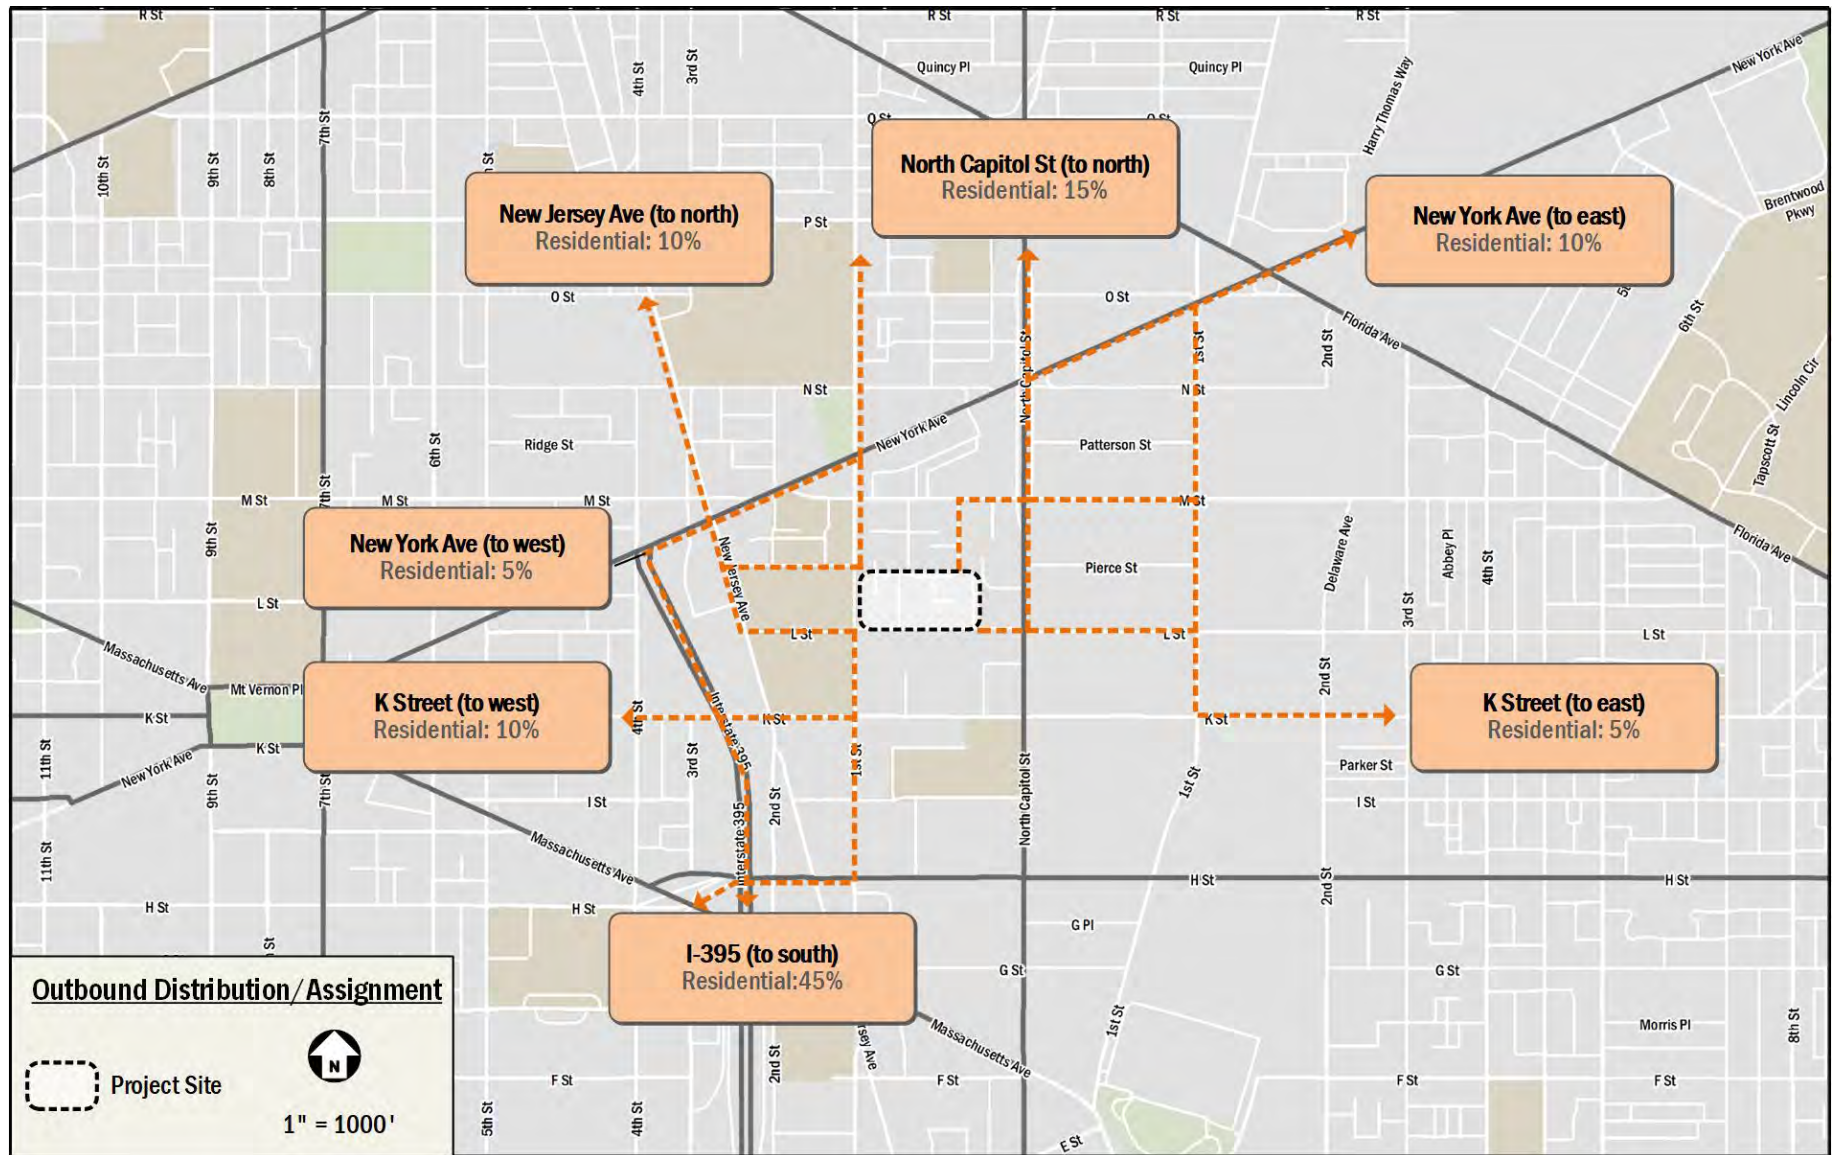 R St
R St
R St
R St
Quincy Pl
Quincy Pl
New York Ave
4th St
3rd St
Harry Thomas Way
7th St
10th St
9th St
8th St
Brentwood
Pkwy
North Capitol St (to north)
Residential: 15%
New Jersey Ave (to north)
Residential: 10%
New York Ave (to east)
Residential: 10%
P St
O St
O St
6th St
Florida Ave
North Capitol St
1st St
2nd St
N St
N St
Lincoln Cir
Tapscott St
6th St
Ridge St
New York Ave
Patterson St
M St
M St
M St
M St
7th St
9th St
New York Ave (to west)
Residential: 5%
New Jersey Ave
Pierce St
Delaware Ave
Abbey Pl
4th St
3rd St
Florida Ave
L St
L St
L St
L St
Massachusetts Ave
Mt Vernon Pl
K Street (to west)
Residential: 10%
K Street (to east)
Residential: 5%
2nd St
4th St
K St
K St
K St
K St
Interstate 395
New York Ave
11th St
9th St
7th St
3rd St
1st St
2nd St
1st St
Parker St
I St
I St
North Capitol St
Interstate 395
Massachusetts Ave
11th St
H St
H St
H St
H St
2nd St
G Pl
G St
G St
I-395 (to south)
Residential:45%
Massachusetts Ave
1st St
Morris Pl
8th St
2nd St
F St
F St
F St
F St
5th St
4th St
E St
Outbound Distribution/Assignment
Project Site
N
1" = 1000'